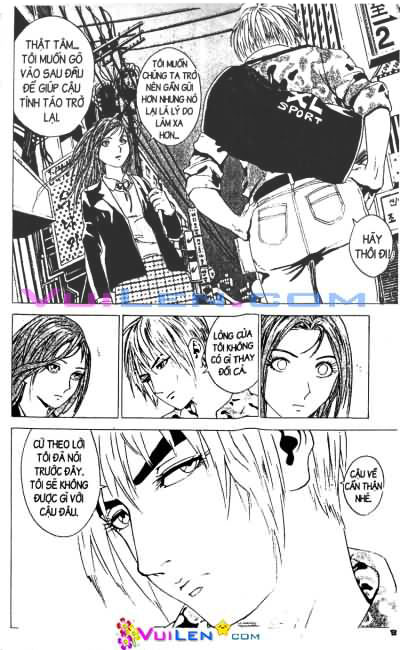 THẬT TÂM...
TÔI MUỐN GÕ
VÀO SAU ĐẦU
ĐỂ GIÚP CẬU
TỈNH TÁO TRỞ
LẠI.
TÔI MUỐN
CHÚNG TA TRỞ
NÊN GẦN GŨI
HƠN NHƯNG NÓ
LẠI LÀ LÝ DO
LÀM XA
HƠN...
XL
SPORT
2
HÃY
THÔI ĐI!
VUILEN.COM
LÒNG CỦA
TÔI KHÔNG
CÓ GÌ THAY
ĐỔI CẢ.
CỨ THEO LỜI
TÔI ĐÃ NÓI
TRƯỚC ĐÂY.
TÔI SẼ KHÔNG
ĐƯỢC GÌ VỚI
CẬU ĐÂU.
CẬU VỀ
CẨN THẬN
NHÉ.
VUILEN.COM